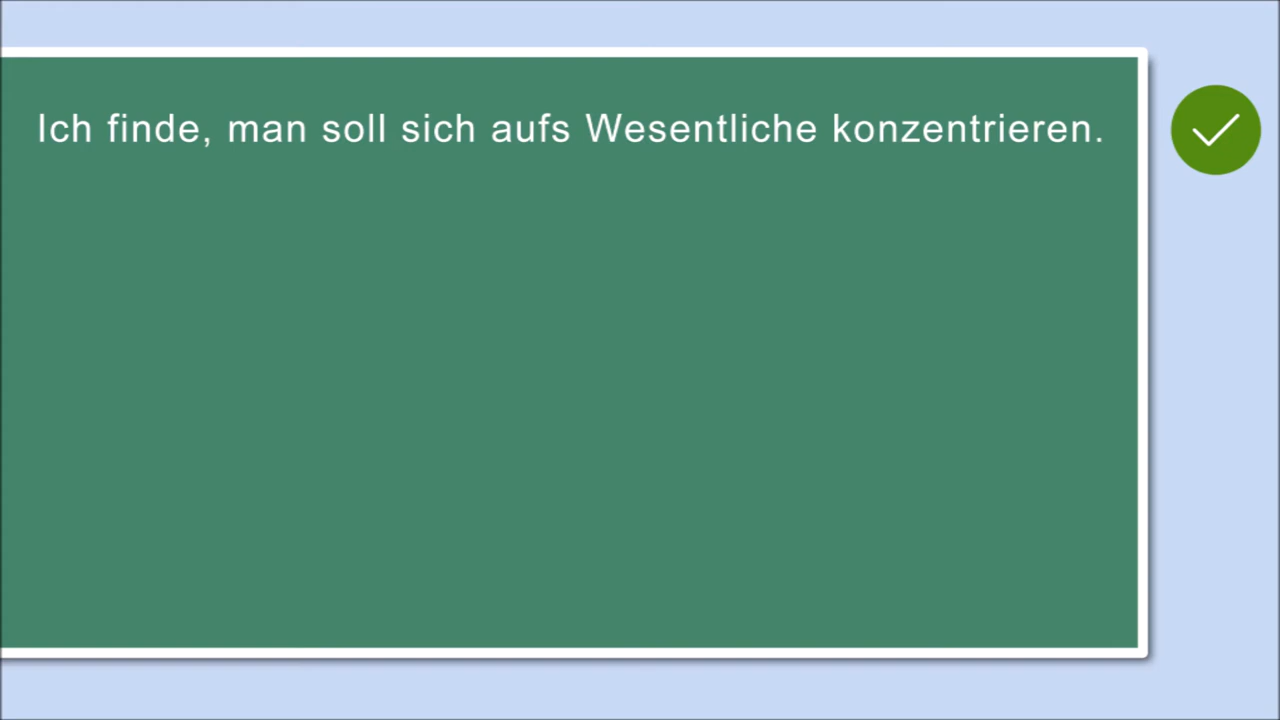 Ich finde, man soll sich aufs Wesentliche konzentrieren.